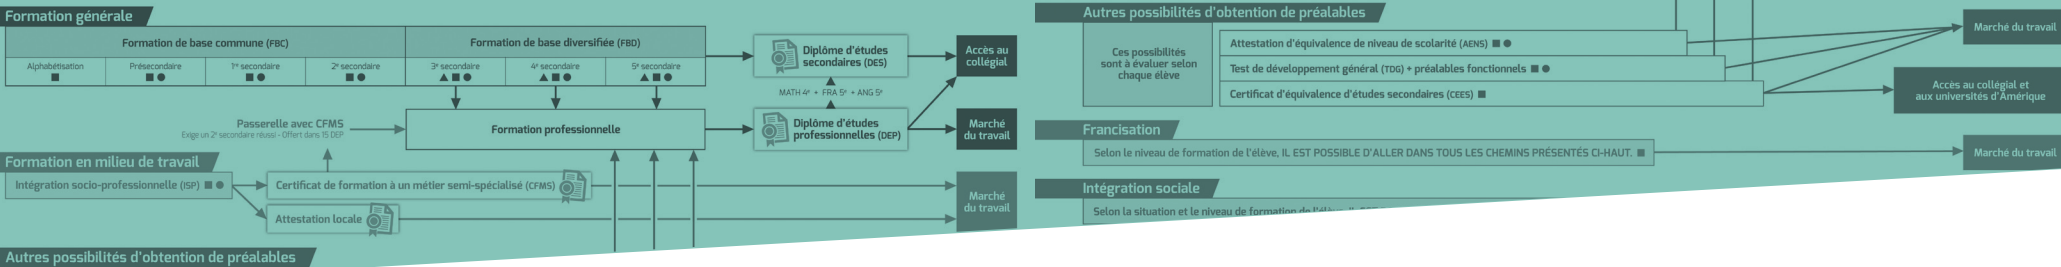 Formation générale
Formation de base commune (FBC)
Formation de base diversifiée (FBD)
Alphabétisation
Présecondaire
1re secondaire
2e secondaire
3e secondaire
4e secondaire
5e secondaire
Diplôme d'études
secondaires (DES)
Accès au
collégial
MATH 4e + FRA 5e + ANG 5e
Passerelle avec CFMS
Exige un 2e secondaire réussi - Offert dans 15 DEP
Formation professionnelle
Diplôme d'études
professionnelles (DEP)
Marché
du travail
Formation en milieu de travail
Intégration socio-professionnelle (ISP)
Certificat de formation à un métier semi-spécialisé (CFMS)
Attestation locale
Marché
du travail
Autres possibilités d'obtention de préalables
Autres possibilités d'obtention de préalables
Ces possibilités
sont à évaluer selon
chaque élève
Attestation d'équivalence de niveau de scolarité (AENS)
Test de développement général (TDG) + préalables fonctionnels
Certificat d'équivalence d'études secondaires (CEES)
Marché du travail
Accès au collégial et
aux universités d'Amérique
Francisation
Selon le niveau de formation de l'élève, IL EST POSSIBLE D'ALLER DANS TOUS LES CHEMINS PRÉSENTÉS CI-HAUT.
Marché du travail
Intégration sociale
Selon la situation et le niveau de formation de l'élève